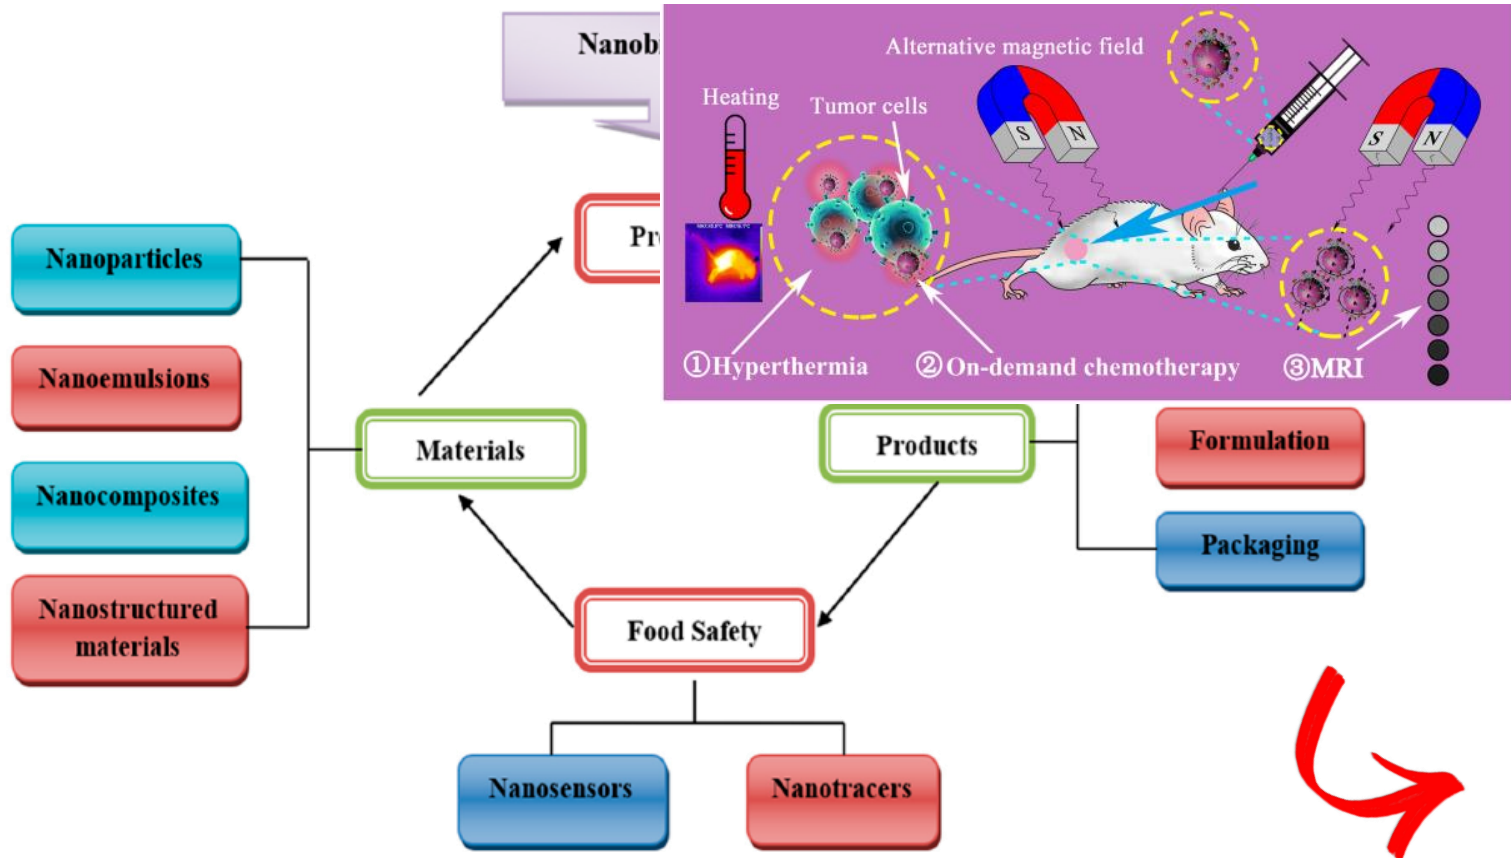 Nanob
Alternative magnetic field
Heating
Tumor cells
S
N
S
N
Pr
Nanoparticles
Nanoemulsions
①Hyperthermia
②On-demand chemotherapy
③MRI
Materials
Products
Formulation
Nanocomposites
Packaging
Nanostructured
materials
Food Safety
Nanosensors
Nanotracers